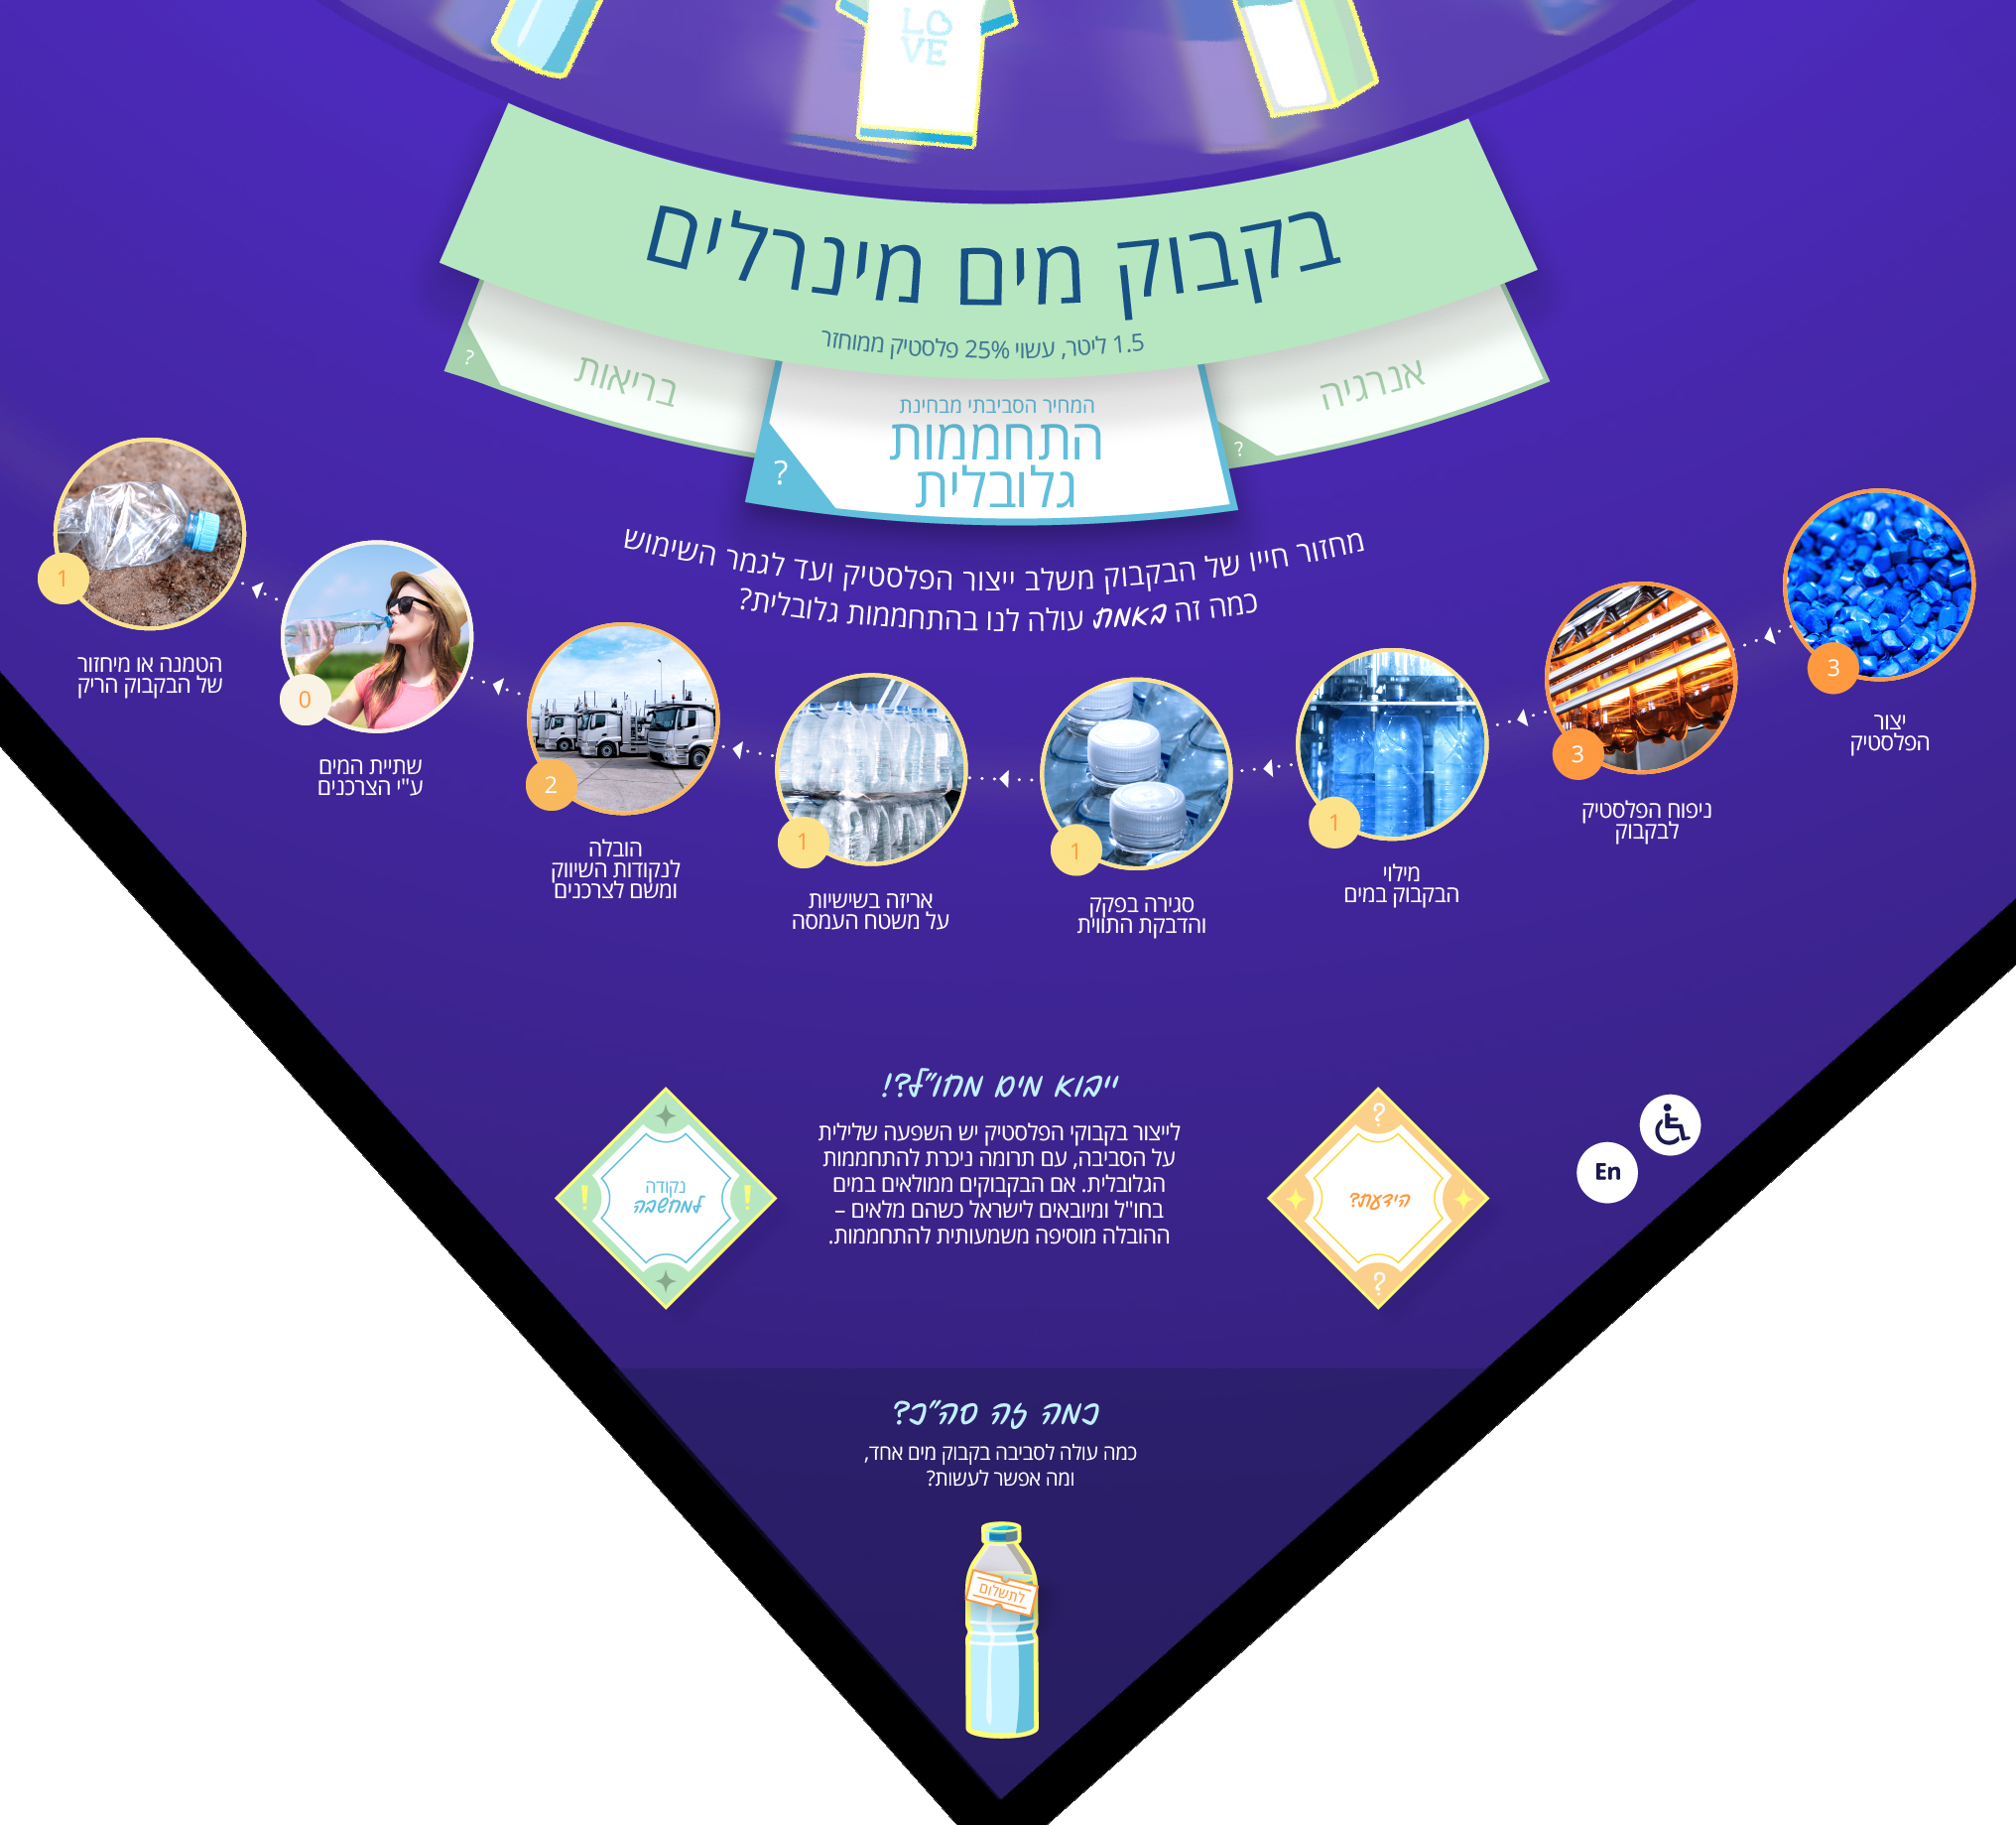 LO
VE
בקבוק מים מינרלים
1.5 ליטר, עשוי 25% פלסטיק ממוחזר
אנרגיה
?
המחיר הסביבתי מבחינת
התחממות
גלובלית
?
בריאות
?
מחזור חייו של הבקבוק משלב ייצור הפלסטיק ועד לגמר השימוש
כמה זה באמת עולה לנו בהתחממות גלובלית?
3
יצור
הפלסטיק
3
ניפוח הפלסטיק
לבקבוק
1
מילוי
הבקבוק במים
1
סגירה בפקק
והדבקת התווית
1
אריזה בשישיות
על משטח העמסה
2
הובלה
לנקודות השיווק
ומשם לצרכנים
0
שתיית המים
ע"י הצרכנים
1
הטמנה או מיחזור
של הבקבוק הריק
En
?
הידעת?
?
ייבוא מים מחו"ל?!
לייצור בקבוקי הפלסטיק יש השפעה שלילית
על הסביבה, עם תרומה ניכרת להתחממות
הגלובלית. אם הבקבוקים ממולאים במים
בחו"ל ומיובאים לישראל כשהם מלאים –
ההובלה מוסיפה משמעותית להתחממות.
! !
נקודה
למחשבה
כמה זה סה"כ?
כמה עולה לסביבה בקבוק מים אחד,
ומה אפשר לעשות?
לתשלום